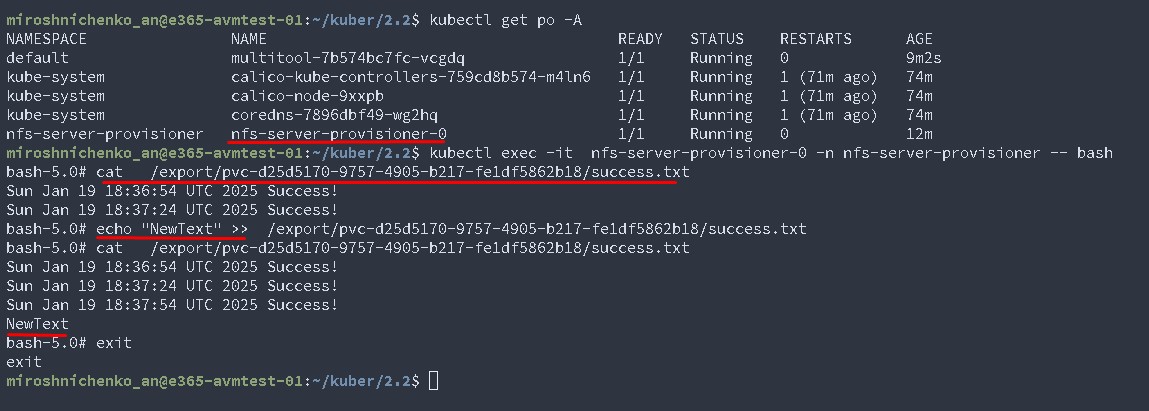 miroshnichenko_an@e365-avmtest-01:~/kuber/2.2$ kubectl get po -A
NAMESPACE NAME READY STATUS RESTARTS AGE
default multitool-7b574bc7fc-vcgdq 1/1 Running 0 9m2s
kube-system calico-kube-controllers-759cd8b574-m4ln6 1/1 Running 1 (71m ago) 74m
kube-system calico-node-9xxpb 1/1 Running 1 (71m ago) 74m
kube-system coredns-7896dbf49-wg2hq 1/1 Running 1 (71m ago) 74m
nfs-server-provisioner nfs-server-provisioner-0 1/1 Running 0 12m
miroshnichenko_an@e365-avmtest-01:~/kuber/2.2$ kubectl exec -it  nfs-server-provisioner-0 -n nfs-server-provisioner -- bash
bash-5.0# cat   /export/pvc-d25d5170-9757-4905-b217-fe1df5862b18/success.txt
Sun Jan 19 18:36:54 UTC 2025 Success!
Sun Jan 19 18:37:24 UTC 2025 Success!
bash-5.0# echo "NewText" >>  /export/pvc-d25d5170-9757-4905-b217-fe1df5862b18/success.txt
bash-5.0# cat   /export/pvc-d25d5170-9757-4905-b217-fe1df5862b18/success.txt
Sun Jan 19 18:36:54 UTC 2025 Success!
Sun Jan 19 18:37:24 UTC 2025 Success!
Sun Jan 19 18:37:54 UTC 2025 Success!
NewText
bash-5.0# exit
exit
miroshnichenko_an@e365-avmtest-01:~/kuber/2.2$